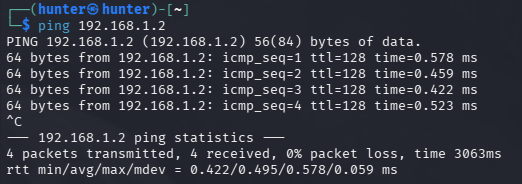 ┌──(hunter㉿hunter)-[~]
└─$ ping 192.168.1.2
PING 192.168.1.2 (192.168.1.2) 56(84) bytes of data.
64 bytes from 192.168.1.2: icmp_seq=1 ttl=128 time=0.578 ms
64 bytes from 192.168.1.2: icmp_seq=2 ttl=128 time=0.459 ms
64 bytes from 192.168.1.2: icmp_seq=3 ttl=128 time=0.422 ms
64 bytes from 192.168.1.2: icmp_seq=4 ttl=128 time=0.523 ms
^C
--- 192.168.1.2 ping statistics ---
4 packets transmitted, 4 received, 0% packet loss, time 3063ms
rtt min/avg/max/mdev = 0.422/0.495/0.578/0.059 ms